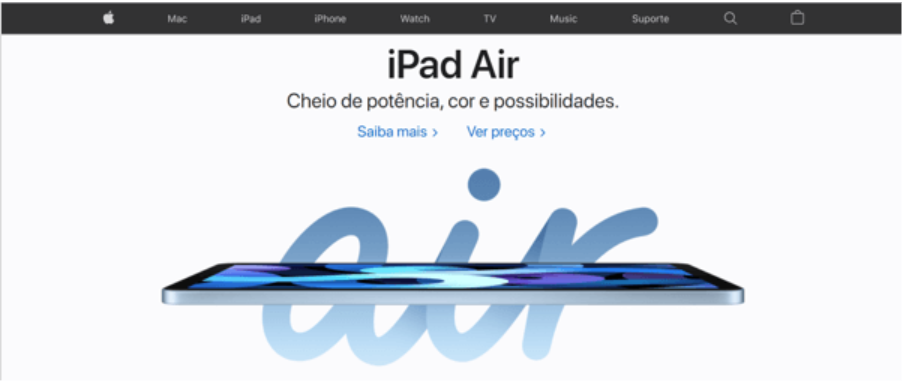 Mac iPad iPhone Watch TV Music Suporte
iPad Air
Cheio de potência, cor e possibilidades.
Saiba mais > Ver preços >
air